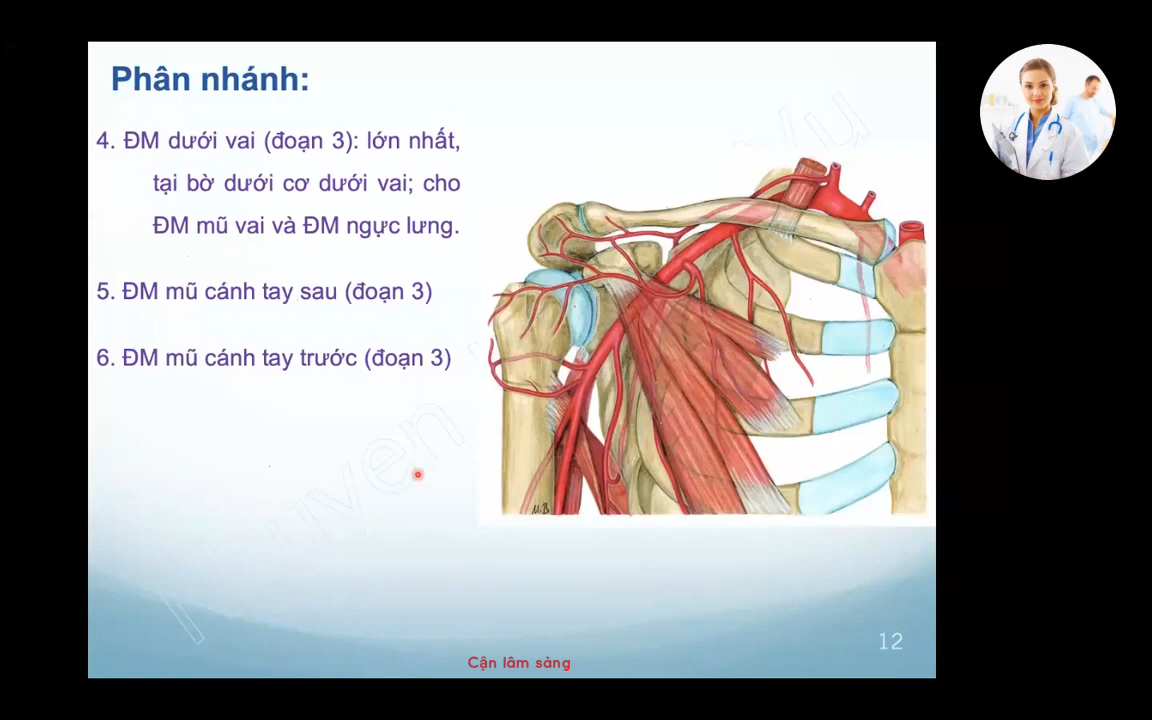 Phân nhánh:
4. ĐM dưới vai (đoạn 3): lớn nhất,
tại bờ dưới cơ dưới vai; cho
ĐM mũ vai và ĐM ngực lưng.
5. ĐM mũ cánh tay sau (đoạn 3)
6. ĐM mũ cánh tay trước (đoạn 3)
M.B
12
Cận lâm sàng